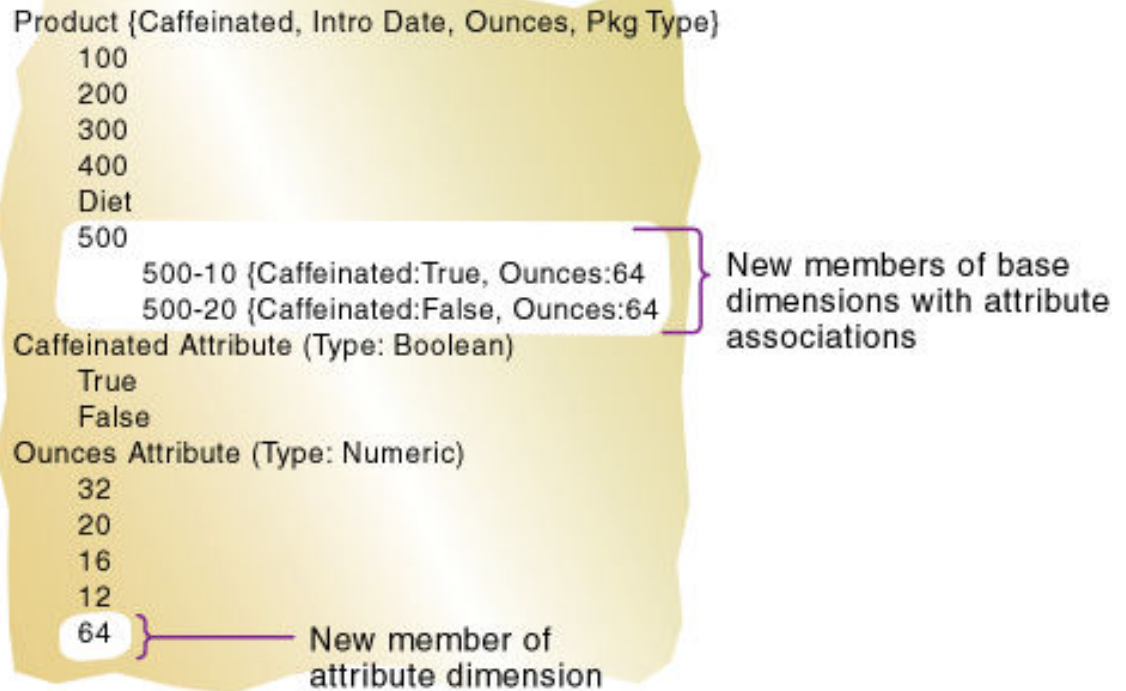 Product {Caffeinated, Intro Date, Ounces, Pkg Type}
100
200
300
400
Diet
500
500-10 {Caffeinated:True, Ounces:64
500-20 {Caffeinated:False, Ounces:64
New members of base
dimensions with attribute
associations
Caffeinated Attribute (Type: Boolean)
True
False
Ounces Attribute (Type: Numeric)
32
20
16
12
64
New member of
attribute dimension